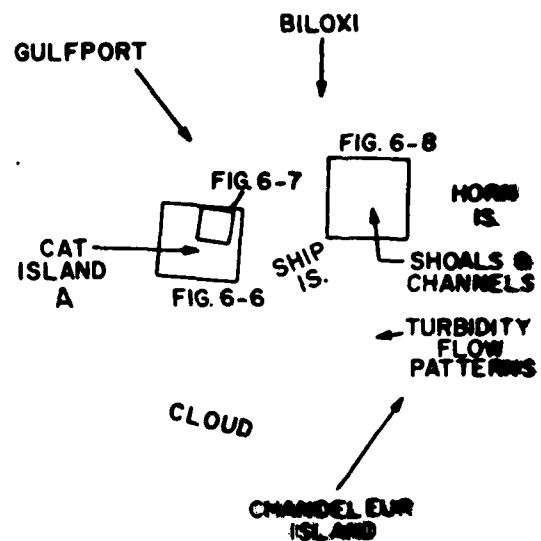 BILOXI
GULFPORT
FIG. 6-8
FIG. 6-7
HORN
IS.
CAT
ISLAND
A
SHIP
IS.
SHOALS &
CHANNELS
FIG. 6-6
TURBIDITY
FLOW
PATTERNS
CLOUD
CHANDELEUR
ISLAND